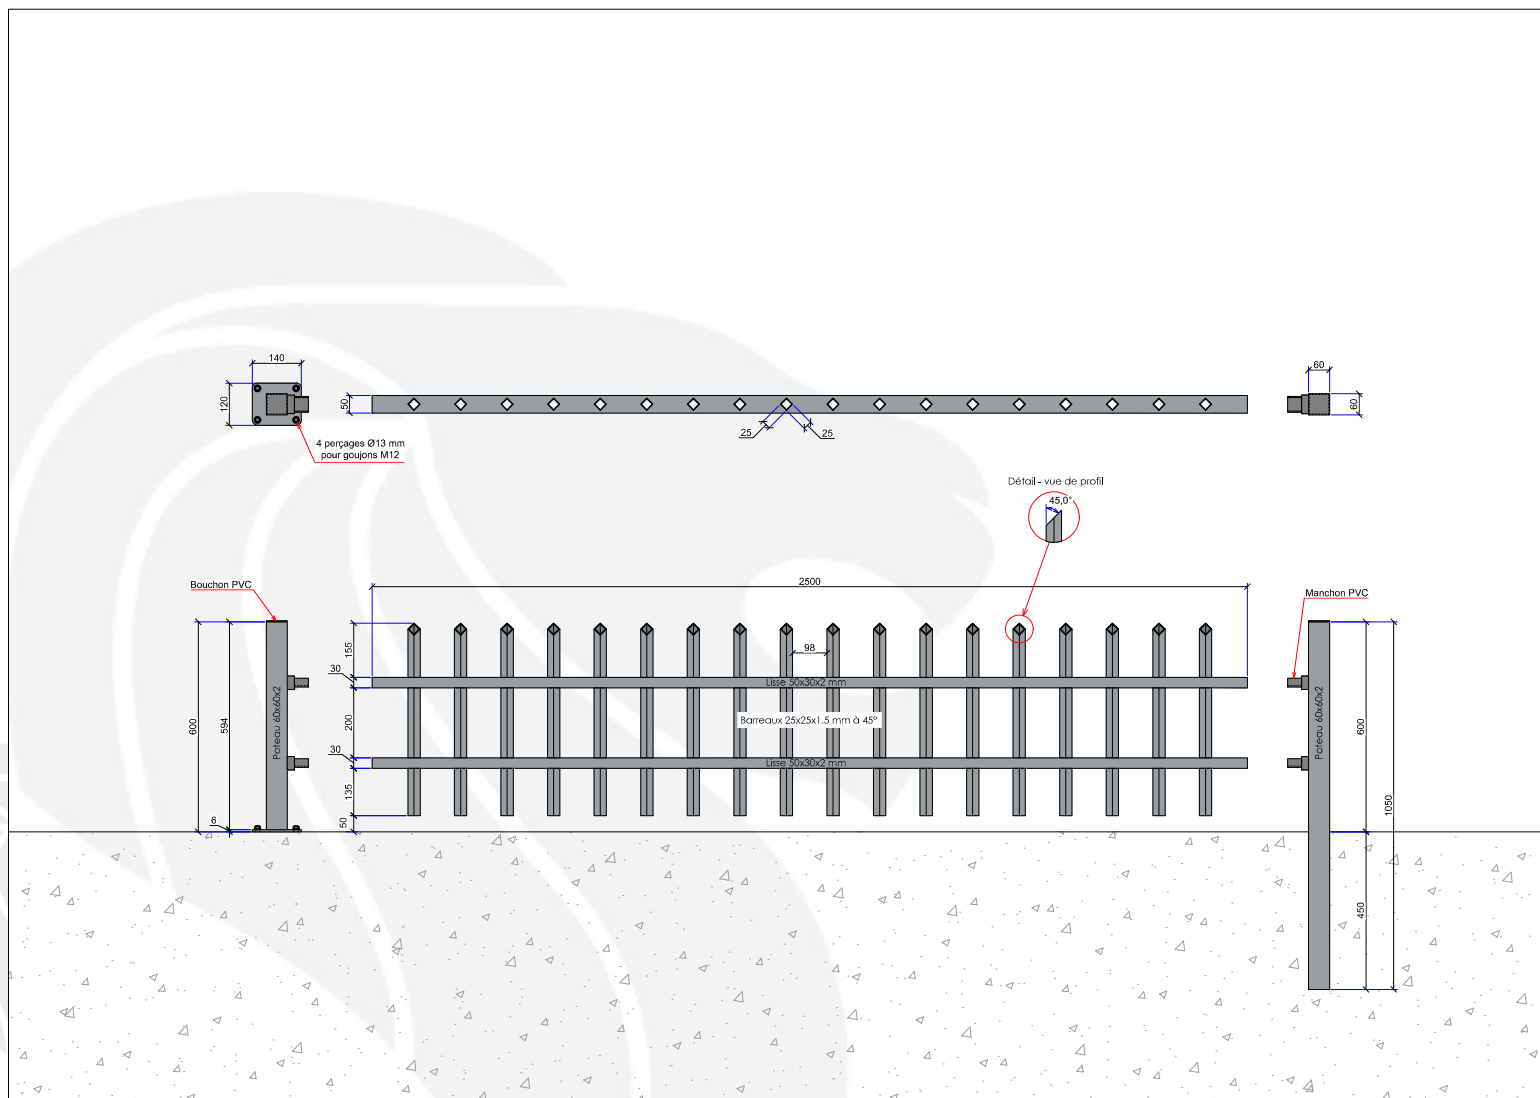 140
60
120
50
60
25
25
4 perçages Ø13 mm
pour goujons M12
Détail - vue de profil
45,0°
Bouchon PVC
2500
Manchon PVC
155
98
30
Lisse 50x30x2 mm
600
594
Poteau 60x60x2
200
Barreaux 25x25x1.5 mm à 45°
Poteau 60x60x2
600
30
Lisse 50x30x2 mm
135
1050
6
50
450